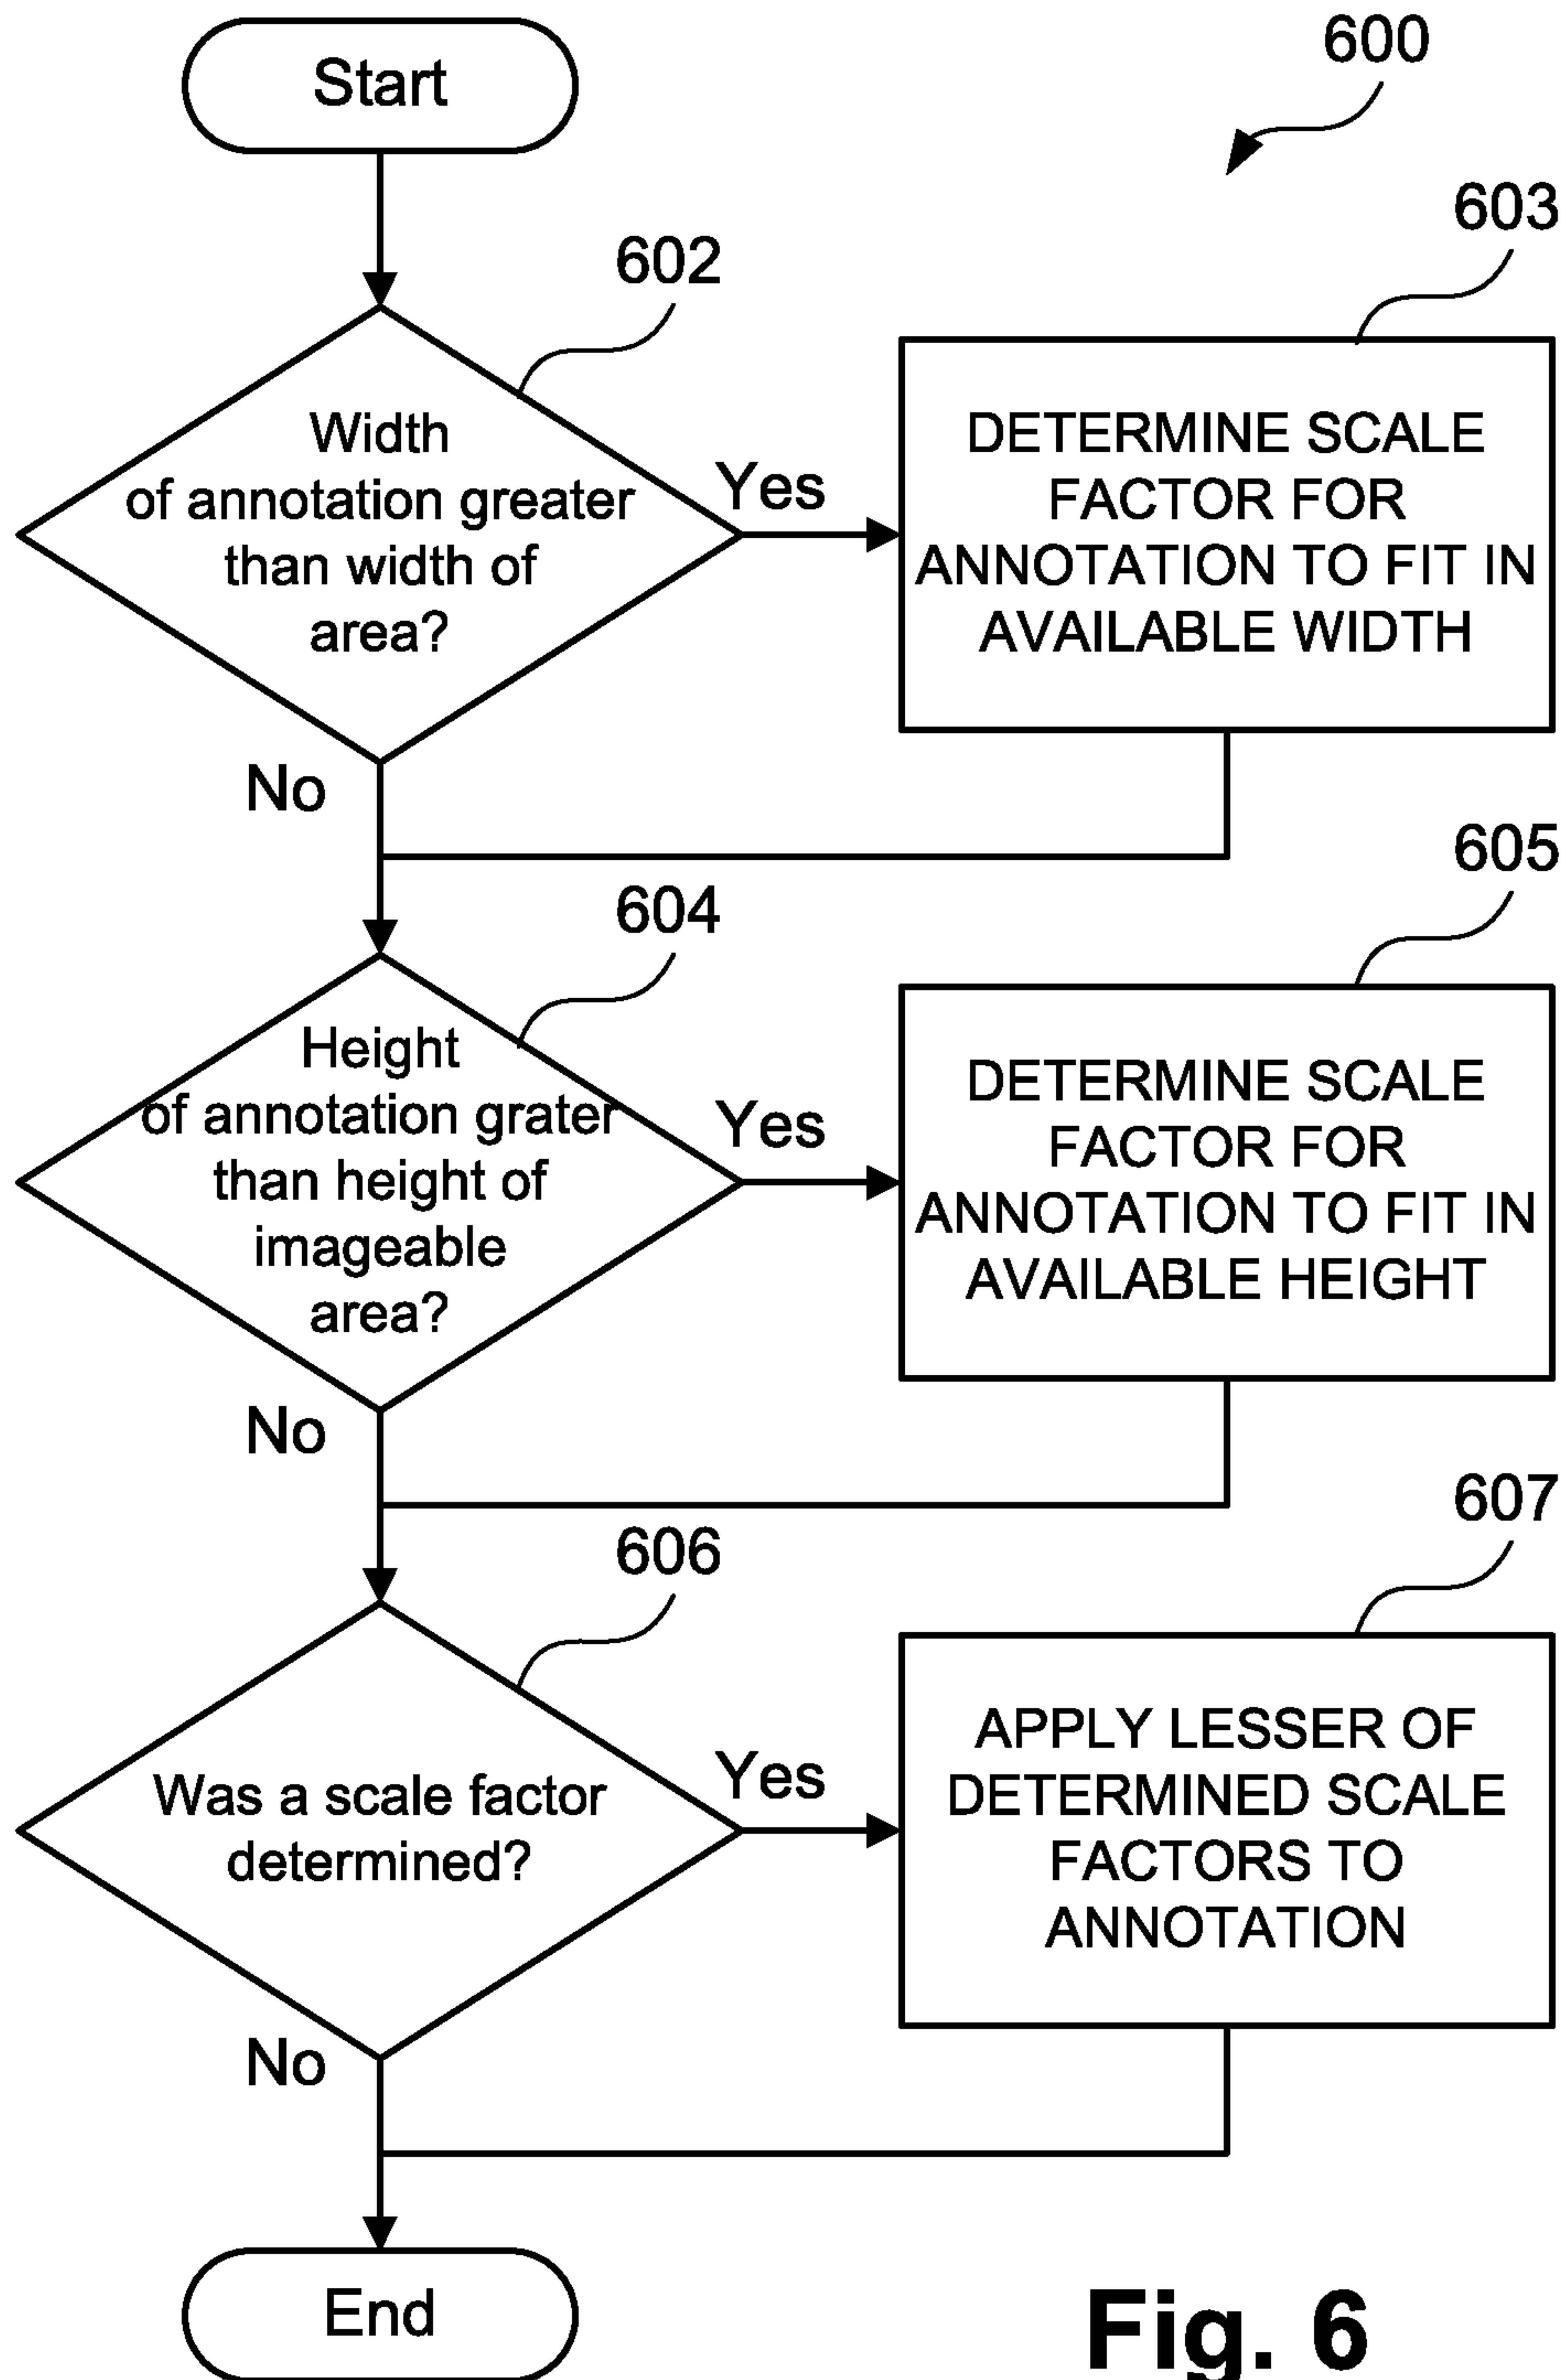 Start
600
602
603
Width
of annotation greater
than width of
area?
Yes
DETERMINE SCALE
FACTOR FOR
ANNOTATION TO FIT IN
AVAILABLE WIDTH
No
604
605
Height
of annotation grater
than height of
imageable
area?
Yes
DETERMINE SCALE
FACTOR FOR
ANNOTATION TO FIT IN
AVAILABLE HEIGHT
No
606
607
Was a scale factor
determined?
Yes
APPLY LESSER OF
DETERMINED SCALE
FACTORS TO
ANNOTATION
No
End
Fig. 6